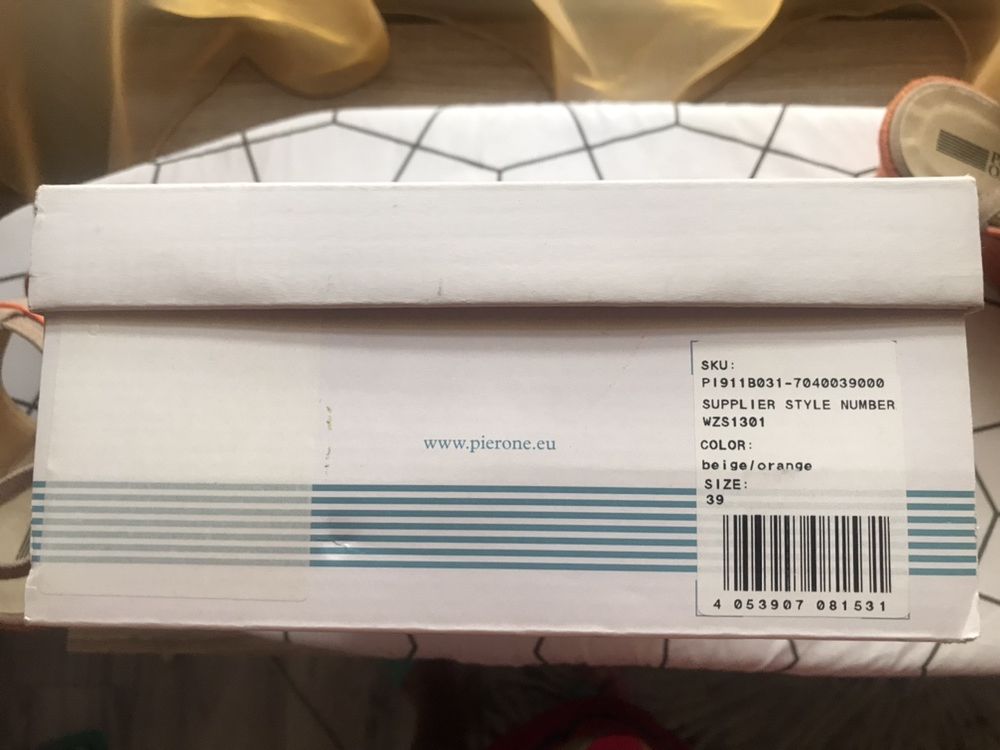 www.pierone.eu
SKU:
PI911B031-7040039000
SUPPLIER STYLE NUMBER
WZS1301
COLOR:
beige/orange
SIZE:
39
4 053907 081531